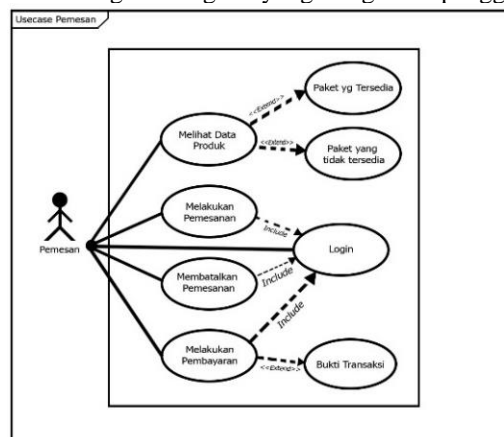 Usecase Pemesan
Paket yg Tersedia
<<Extend>>
Melihat Data
Produk
<<Extend>>
Paket yang
tidak tersedia
Melakukan
Pemesanan
Include
Login
Pemesan
Membatalkan
Pemesanan
Include
Include
Melakukan
Pembayaran
<<Extend>>
Bukti Transaksi